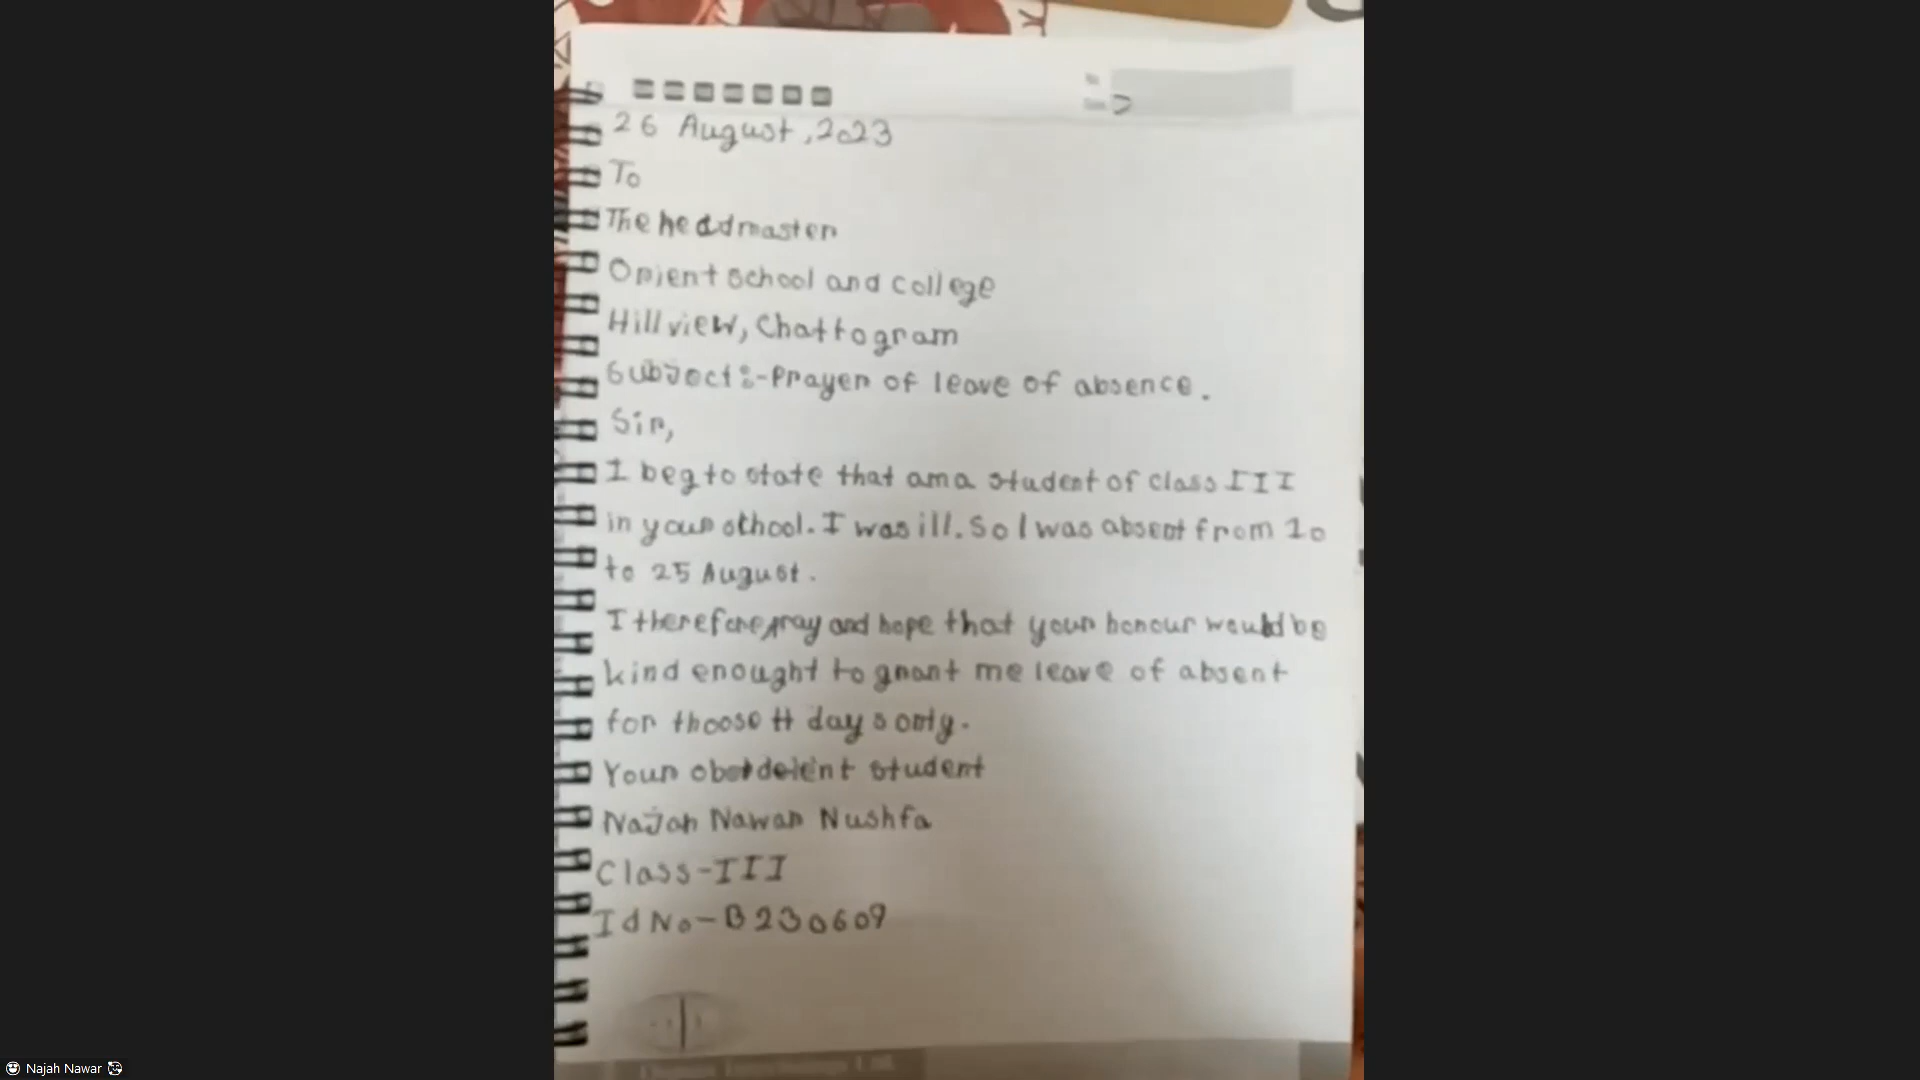 26 August, 2023
To
The headmaster
Orient school and college
Hill view, Chattogram
Subject:-Prayer of leave of absence.
Sir,
I beg to state that am a student of class III
in your school. I was ill. So I was absent from 10
to 25 August.
I therefore pray and hope that your honour would be
kind enought to grant me leave of absent
for thoose days only.
Your student
Najah Nawar Nushfa
Class-III
Id No-B230609
Najah Nawar